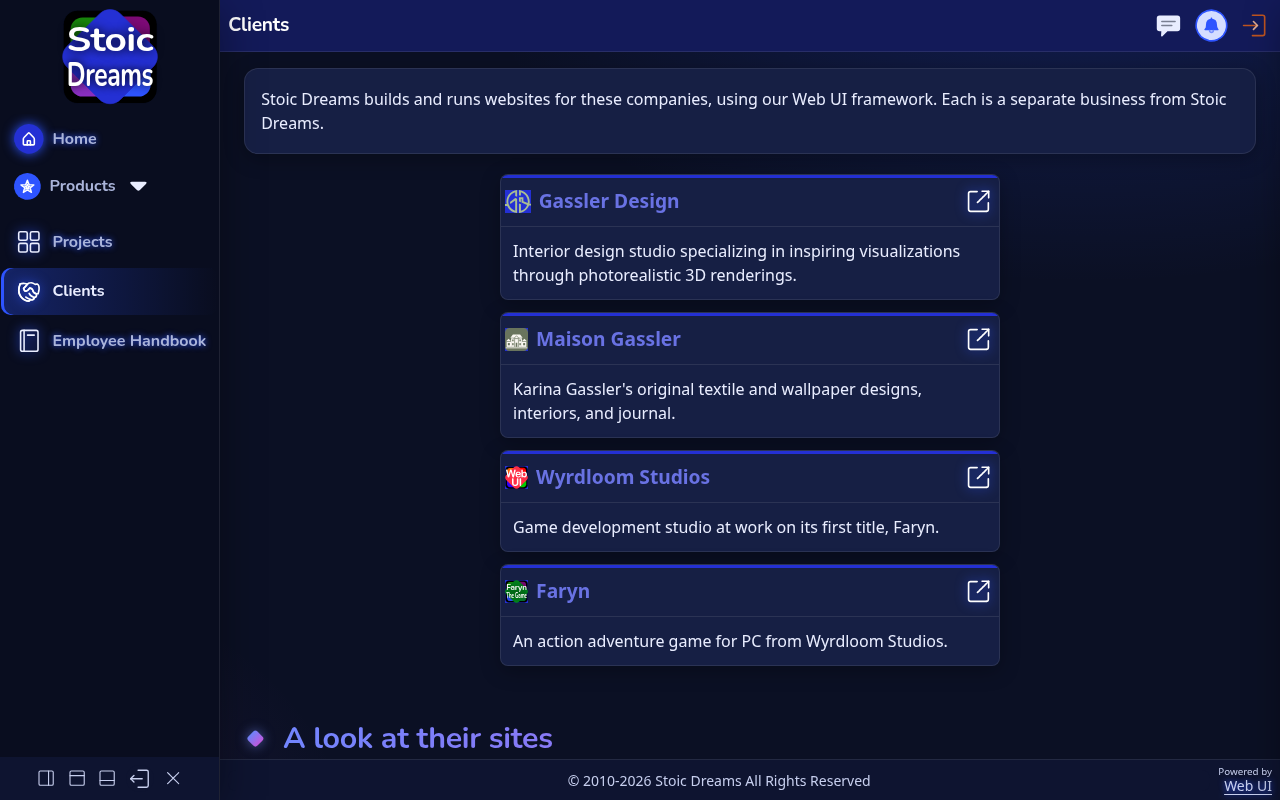 Stoic
Dreams
Clients
Home
Products
Projects
Clients
Employee Handbook
Stoic Dreams builds and runs websites for these companies, using our Web UI framework. Each is a separate business from Stoic
Dreams.
Gassler Design
Interior design studio specializing in inspiring visualizations
through photorealistic 3D renderings.
Maison Gassler
Karina Gassler's original textile and wallpaper designs,
interiors, and journal.
Web
UI
Wyrdloom Studios
Game development studio at work on its first title, Faryn.
Faryn
The Game
Faryn
An action adventure game for PC from Wyrdloom Studios.
A look at their sites
© 2010-2026 Stoic Dreams All Rights Reserved
Powered by
Web UI